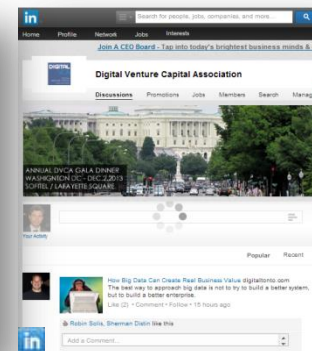 in
Search for people, jobs, companies, and more...
Home Profile Network Jobs Interests
Join A CEO Board - Tap into today's brightest business minds &
DIGITAL
Digital Venture Capital Association
Discussions Promotions Jobs Members Search Manag
ANNUAL DVCA GALA DINNER
WASHIGNTON DC - DEC 2,2013
SOFITEL / LAFAYETTE SQUARE
Your Activity
Popular Recent
How Big Data Can Create Real Business Value digitaltonto com
The best way to approach big data is not to try to build a better system,
but to build a better enterprise.
Like (2) • Comment • Follow • 15 hours ago
Robin Solis, Sherman Distin like this
Add a Comment...
in